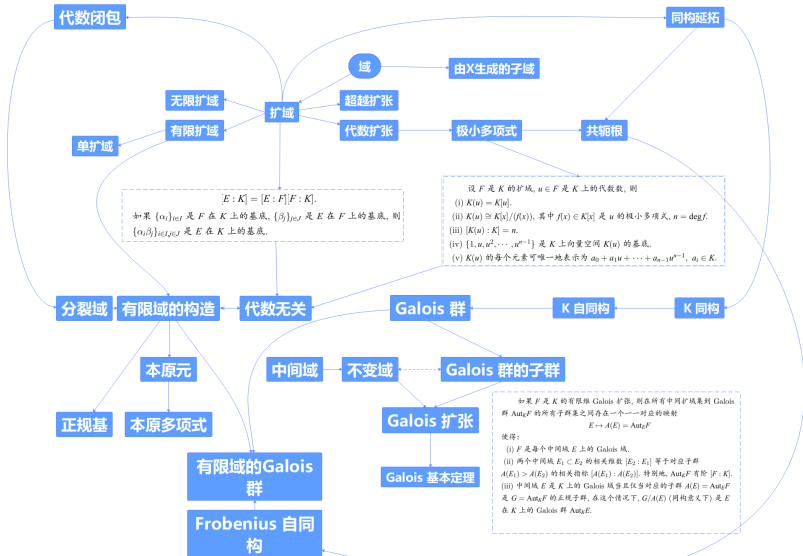 代数闭包
同构延拓
域
由X生成的子域
无限扩域
扩域
超越扩张
单扩域
有限扩域
代数扩张
极小多项式
共轭根
[E : K] = [E : F][F : K].
如果 {α_i}_{i∈I} 是 F 在 K 上的基底, {β_j}_{j∈J} 是 E 在 F 上的基底, 则
{α_iβ_j}_{i∈I,j∈J} 是 E 在 K 上的基底.
设 F 是 K 的扩域, u ∈ F 是 K 上的代数数, 则
(i) K(u) = K[u].
(ii) K(u) ≅ K[x]/(f(x)), 其中 f(x) ∈ K[x] 是 u 的极小多项式, n = deg f.
(iii) [K(u) : K] = n.
(iv) {1, u, u², ⋯, u^{n−1}} 是 K 上向量空间 K(u) 的基底.
(v) K(u) 的每个元素可唯一地表示为 a₀ + a₁u + ⋯ + a_{n−1}u^{n−1}, a_i ∈ K.
分裂域
有限域的构造
代数无关
Galois 群
K 自同构
K 同构
本原元
中间域
不变域
Galois 群的子群
正规基
本原多项式
Galois 扩张
Galois 基本定理
有限域的Galois
群
Frobenius 自同
构
如果 F 是 K 的有限维 Galois 扩张, 则在所有中间扩域集到 Galois
群 Aut_K F 的所有子群集之间存在一个一一对应的映射
E ↦ A(E) = Aut_E F
使得:
(i) F 是每个中间域 E 上的 Galois 域.
(ii) 两个中间域 E₁ ⊂ E₂ 的相关维数 [E₂ : E₁] 等于对应子群
A(E₁) > A(E₂) 的相关指标 [A(E₁) : A(E₂)]. 特别地, Aut_K F 有阶 [F : K].
(iii) 中间域 E 是 K 上的 Galois 域当且仅当对应的子群 A(E) = Aut_E F
是 G = Aut_K F 的正规子群, 在这个情况下, G/A(E) (同构意义下) 是 E
在 K 上的 Galois 群 Aut_K E.